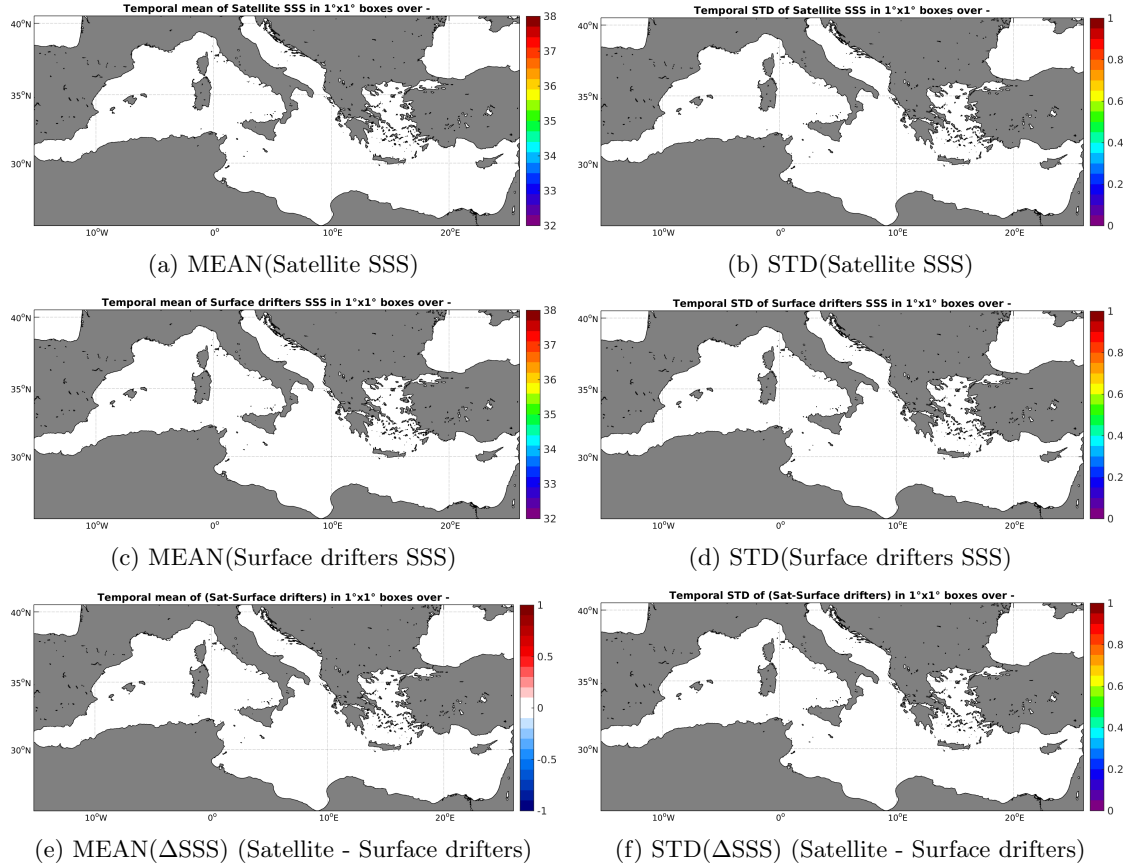 Temporal mean of Satellite SSS in 1°x1° boxes over -
40°N
35°N
30°N
10°W
0°
10°E
20°E
38
37
36
35
34
33
32
(a) MEAN(Satellite SSS)
Temporal STD of Satellite SSS in 1°x1° boxes over -
40°N
35°N
30°N
10°W
0°
10°E
20°E
1
0.8
0.6
0.4
0.2
0
(b) STD(Satellite SSS)
Temporal mean of Surface drifters SSS in 1°x1° boxes over -
40°N
35°N
30°N
10°W
0°
10°E
20°E
38
37
36
35
34
33
32
(c) MEAN(Surface drifters SSS)
Temporal STD of Surface drifters SSS in 1°x1° boxes over -
40°N
35°N
30°N
10°W
0°
10°E
20°E
1
0.8
0.6
0.4
0.2
0
(d) STD(Surface drifters SSS)
Temporal mean of (Sat-Surface drifters) in 1°x1° boxes over -
40°N
35°N
30°N
10°W
0°
10°E
20°E
1
0.5
0
-0.5
-1
(e) MEAN(ΔSSS) (Satellite - Surface drifters)
Temporal STD of (Sat-Surface drifters) in 1°x1° boxes over -
40°N
35°N
30°N
10°W
0°
10°E
20°E
1
0.8
0.6
0.4
0.2
0
(f) STD(ΔSSS) (Satellite - Surface drifters)